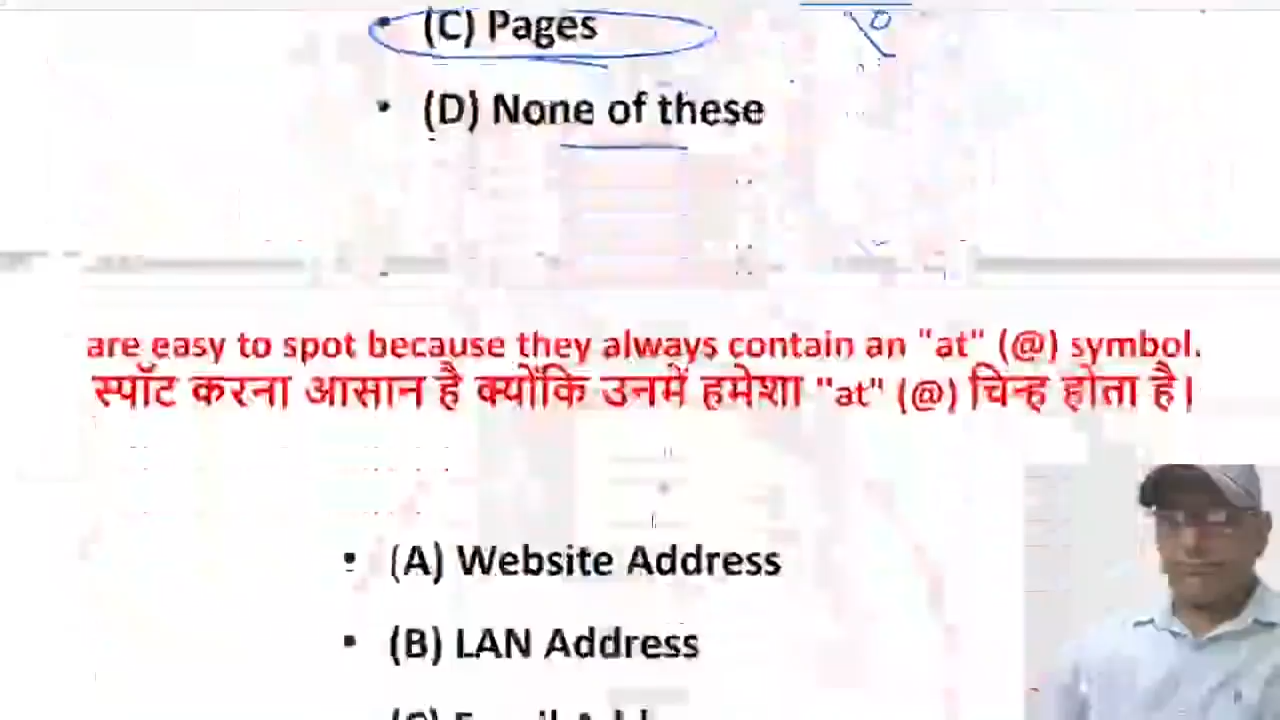 (C) Pages
(D) None of these
are easy to spot because they always contain an "at" (@) symbol.
स्पॉट करना आसान है क्योंकि उनमें हमेशा "at" (@) चिन्ह होता है।
(A) Website Address
(B) LAN Address